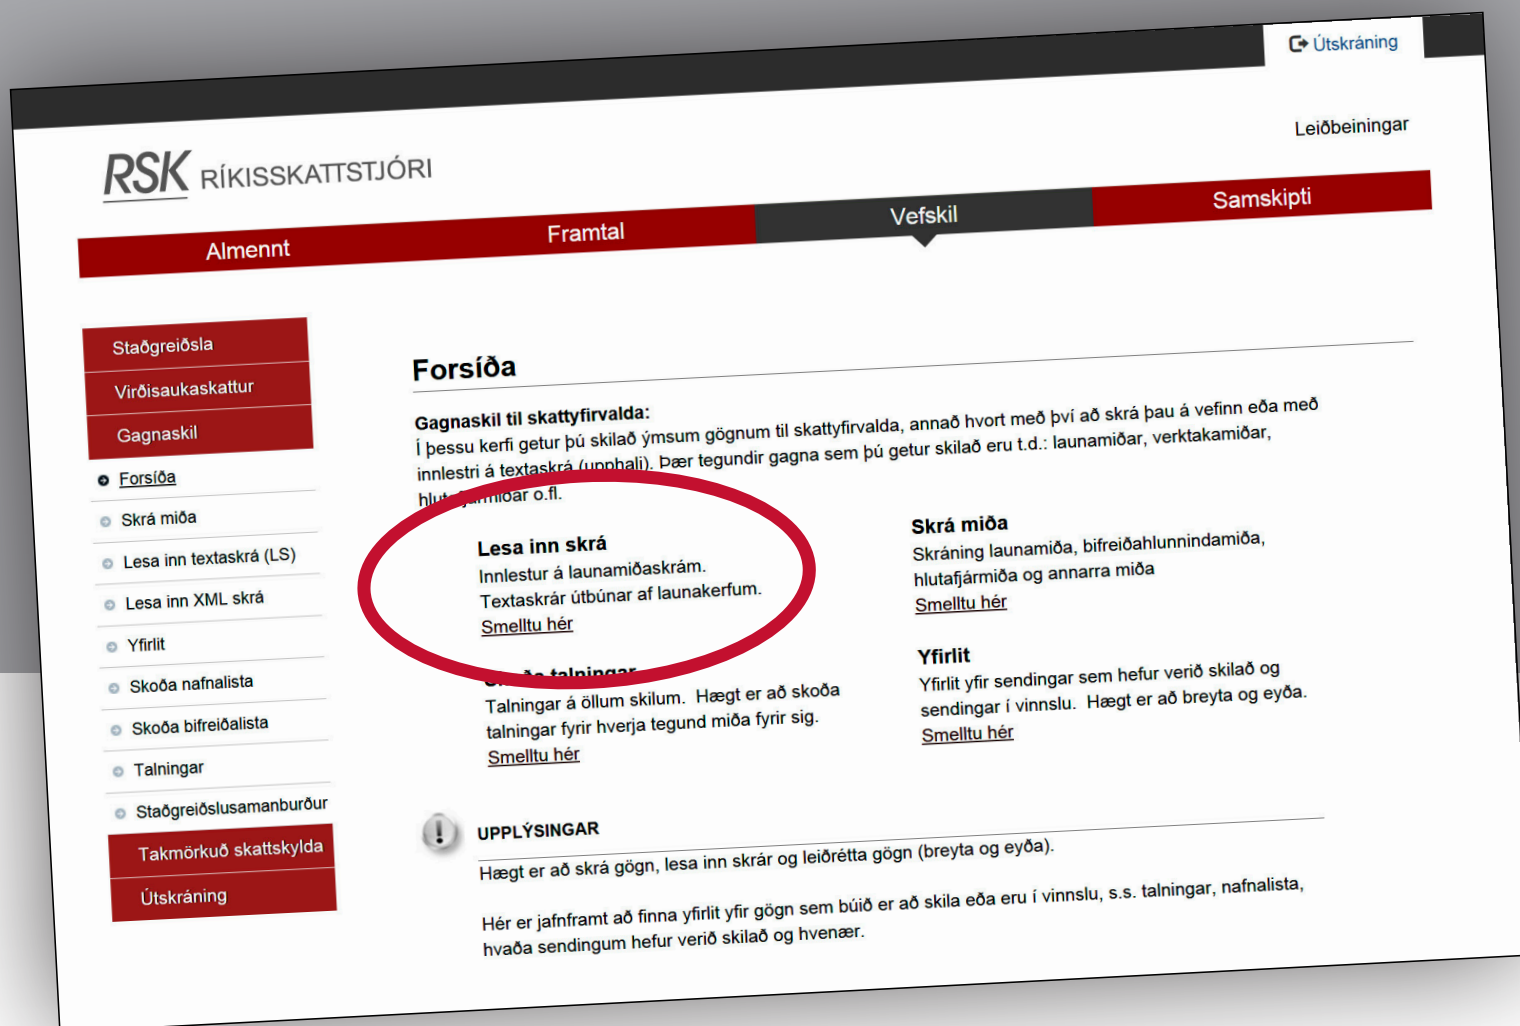 Útskráning
Leiðbeiningar
RSK RÍKISSKATTSTJÓRI
Almennt
Framtal
Vefskil
Samskipti
Staðgreiðsla
Virðisaukaskattur
Gagnaskil
Forsíða
Skrá miða
Lesa inn textaskrá (LS)
Lesa inn XML skrá
Yfirlit
Skoða nafnalista
Skoða bifreiðalista
Talningar
Staðgreiðslusamanburður
Takmörkuð skattskylda
Útskráning
Forsíða
Gagnaskil til skattyfirvalda:
Í þessu kerfi getur þú skilað ýmsum gögnum til skattyfirvalda, annað hvort með því að skrá þau á vefinn eða með
innlestri á textaskrá (upphali). Þær tegundir gagna sem þú getur skilað eru t.d.: launamiðar, verktakamiðar,
hlutafjármiðar o.fl.
Lesa inn skrá
Innlestur á launamiðaskrám.
Textaskrár útbúnar af launakerfum.
Smelltu hér
Skrá miða
Skráning launamiða, bifreiðahlunnindamiða,
hlutafjármiða og annarra miða
Smelltu hér
Skoða talningar
Talningar á öllum skilum. Hægt er að skoða
talningar fyrir hverja tegund miða fyrir sig.
Smelltu hér
Yfirlit
Yfirlit yfir sendingar sem hefur verið skilað og
sendingar í vinnslu. Hægt er að breyta og eyða.
Smelltu hér
UPPLÝSINGAR
Hægt er að skrá gögn, lesa inn skrár og leiðrétta gögn (breyta og eyða).
Hér er jafnframt að finna yfirlit yfir gögn sem búið er að skila eða eru í vinnslu, s.s. talningar, nafnalista,
hvaða sendingum hefur verið skilað og hvenær.